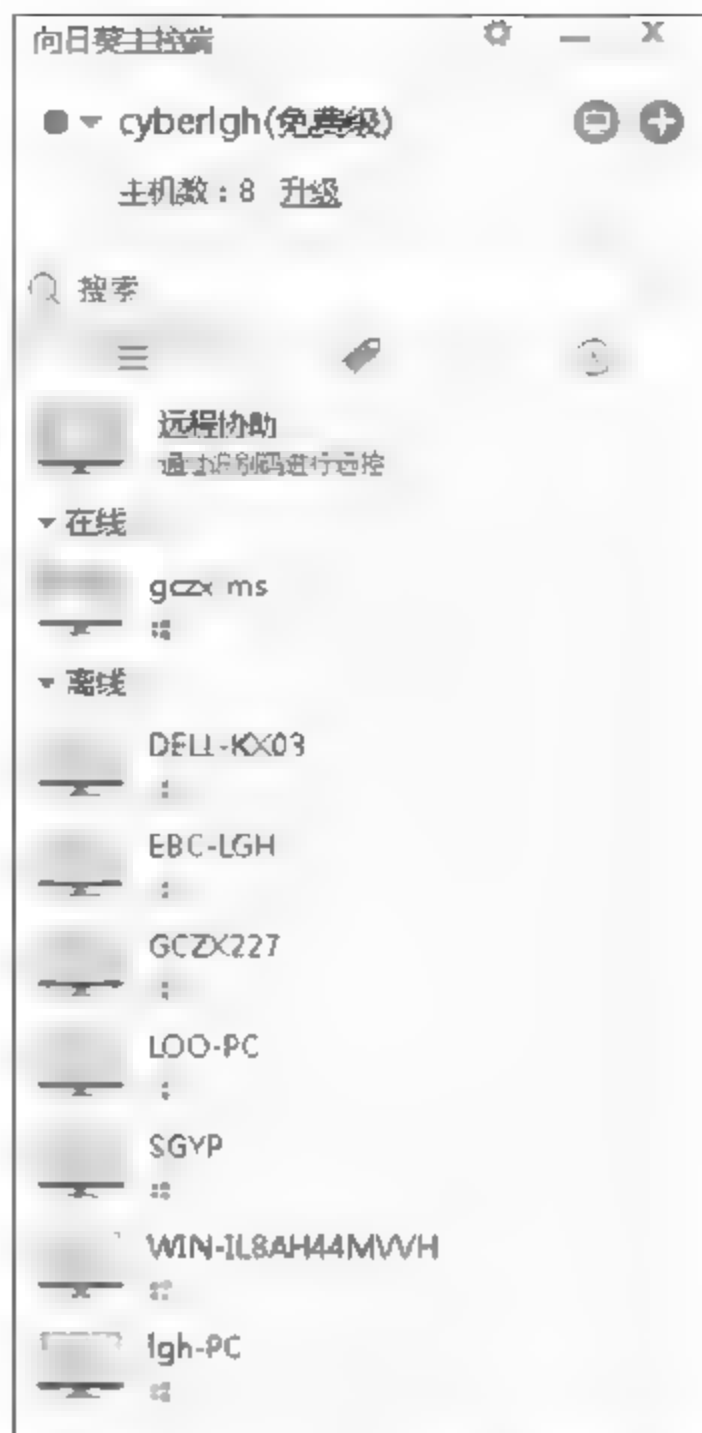 向日葵主控端
cyberlgh(免费级)
主机数：8 升级
搜索
远程协助
通过识别码进行远控
在线
gczx ms
离线
DELL-KX03
EBC-LGH
GCZX227
LOO-PC
SGYP
WIN-IL8AH44MVVH
lgh-PC